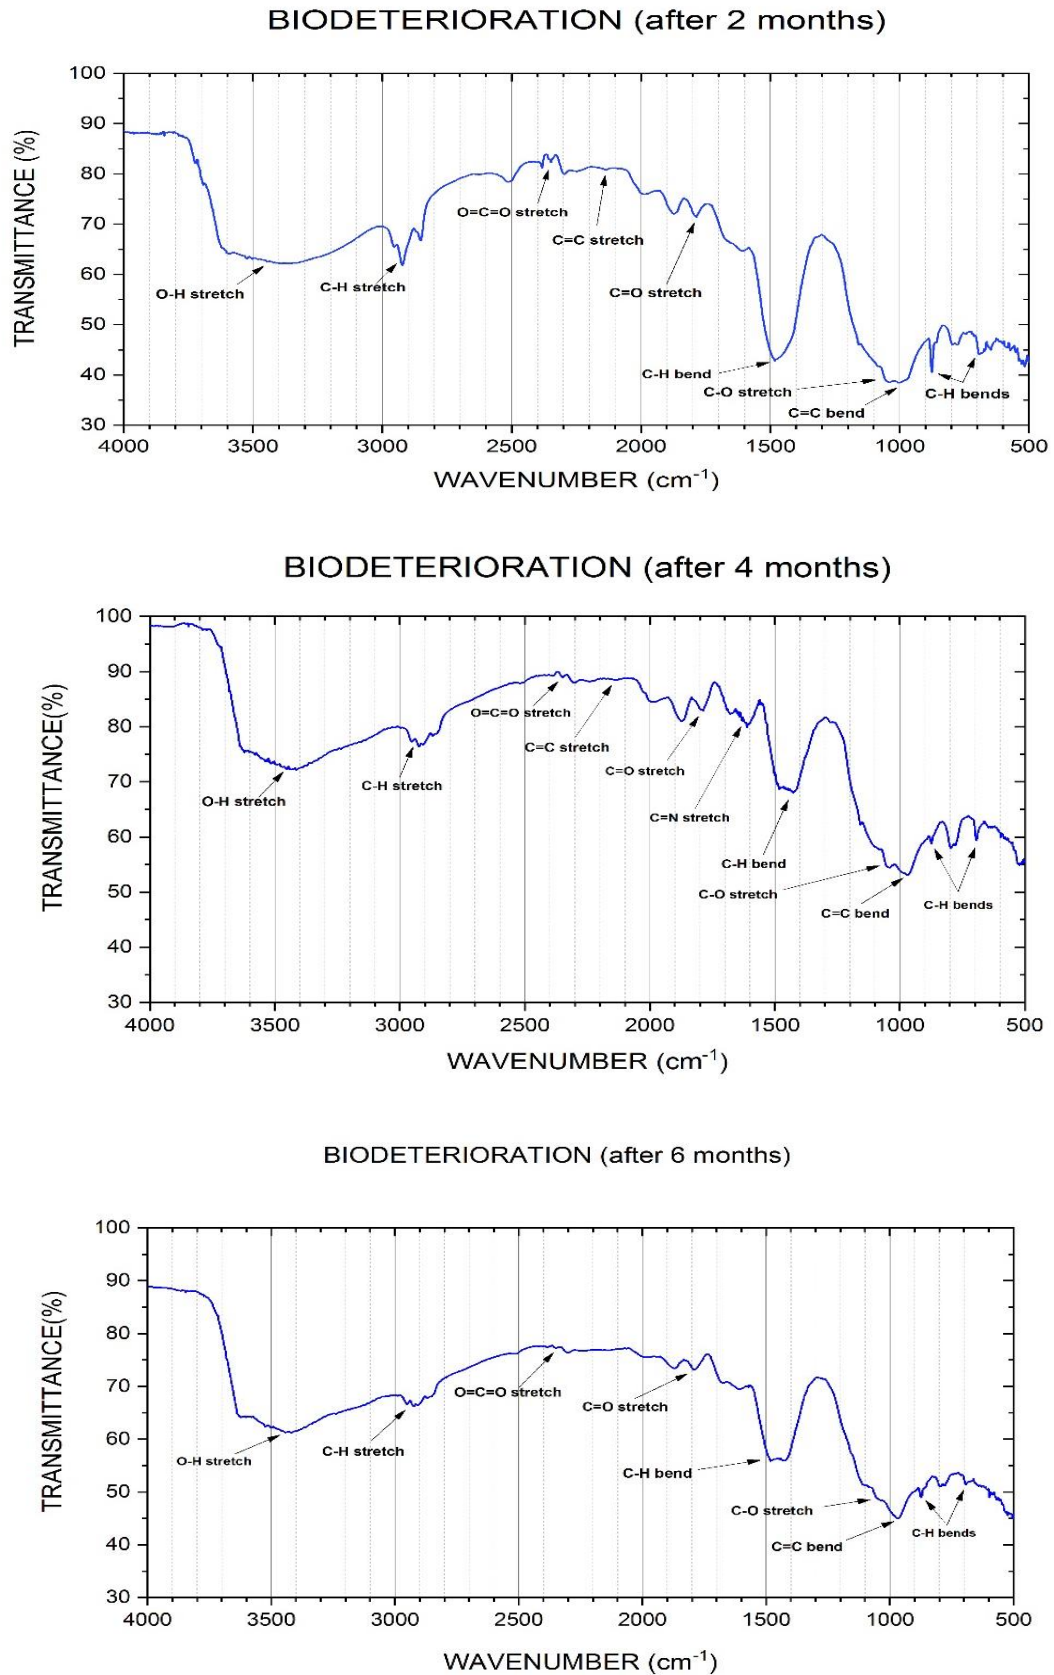 BIODETERIORATION (after 2 months)
100
90
80
70
60
50
40
30
TRANSMITTANCE (%)
O-H stretch
C-H stretch
O=C=O stretch
C=C stretch
C=O stretch
C-H bend
C-O stretch
C=C bend
C-H bends
4000 3500 3000 2500 2000 1500 1000 500
WAVENUMBER (cm⁻¹)
BIODETERIORATION (after 4 months)
100
90
80
70
60
50
40
30
TRANSMITTANCE(%)
O-H stretch
C-H stretch
O=C=O stretch
C=C stretch
C=O stretch
C=N stretch
C-H bend
C-O stretch
C=C bend
C-H bends
4000 3500 3000 2500 2000 1500 1000 500
WAVENUMBER (cm⁻¹)
BIODETERIORATION (after 6 months)
100
90
80
70
60
50
40
30
TRANSMITTANCE(%)
O-H stretch
C-H stretch
O=C=O stretch
C=O stretch
C-H bend
C-O stretch
C=C bend
C-H bends
4000 3500 3000 2500 2000 1500 1000 500
WAVENUMBER (cm⁻¹)